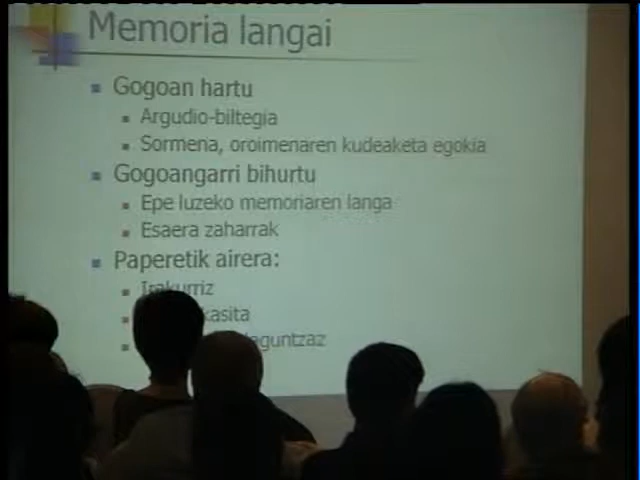 Memoria langai
Gogoan hartu
Argudio-biltegia
Sormena, oroimenaren kudeaketa egokia
Gogoangarri bihurtu
Epe luzeko memoriaren langa
Esaera zaharrak
Paperetik airera:
Irakurriz